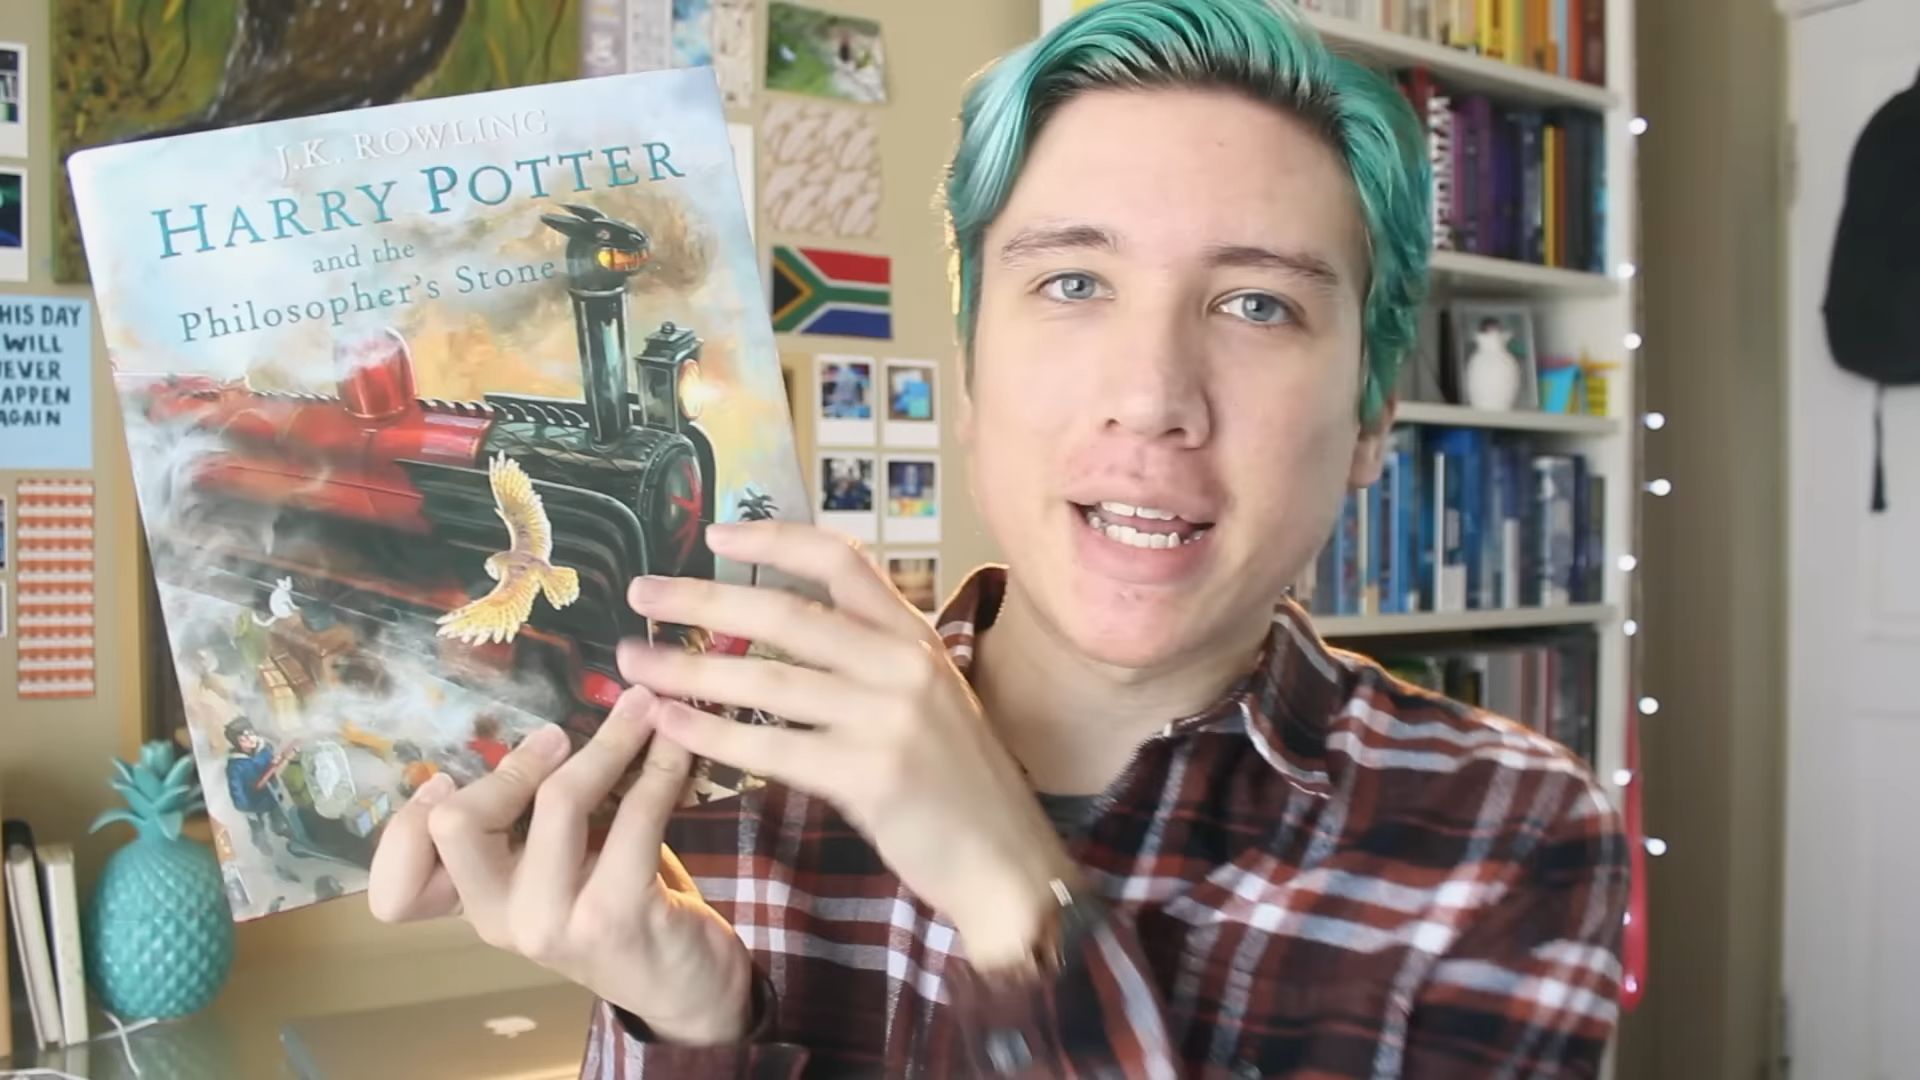 J.K. ROWLING
HARRY POTTER
and the
Philosopher's Stone
HIS DAY
WILL
EVER
APPEN
AGAIN